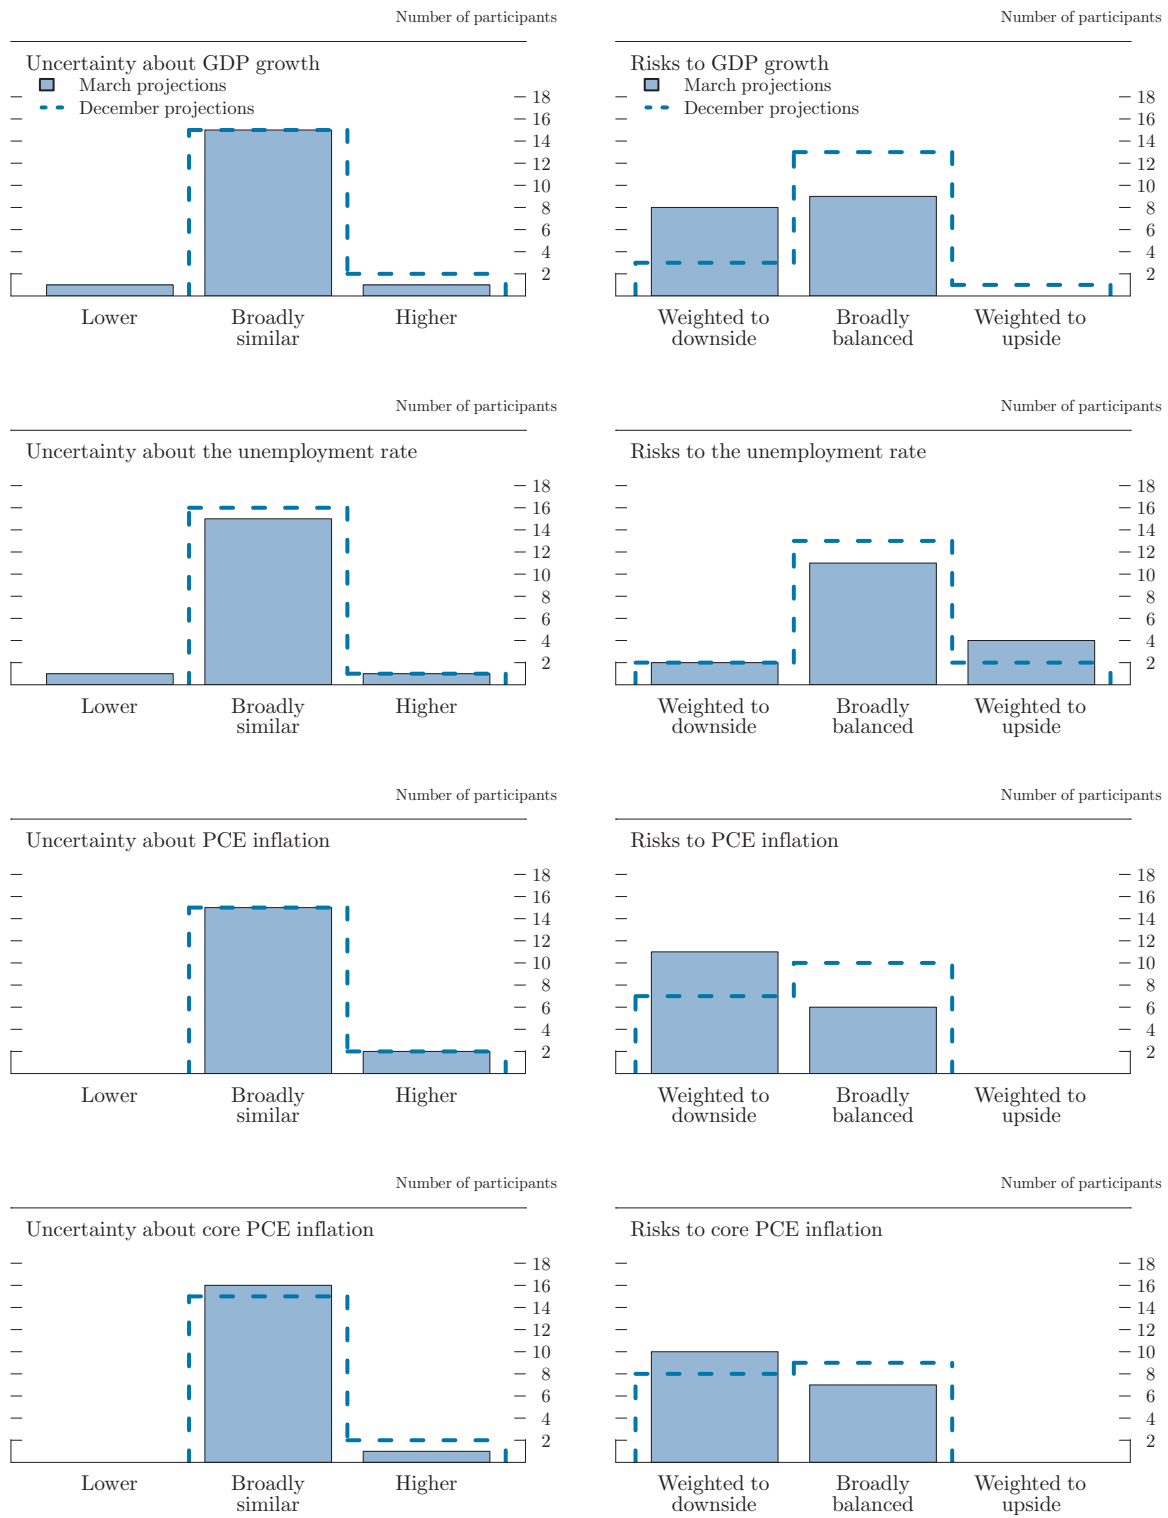 Number of participants
Uncertainty about GDP growth
March projections
December projections
18
16
14
12
10
8
6
4
2
Lower
Broadly
similar
Higher
Number of participants
Risks to GDP growth
March projections
December projections
18
16
14
12
10
8
6
4
2
Weighted to
downside
Broadly
balanced
Weighted to
upside
Number of participants
Uncertainty about the unemployment rate
18
16
14
12
10
8
6
4
2
Lower
Broadly
similar
Higher
Number of participants
Risks to the unemployment rate
18
16
14
12
10
8
6
4
2
Weighted to
downside
Broadly
balanced
Weighted to
upside
Number of participants
Uncertainty about PCE inflation
18
16
14
12
10
8
6
4
2
Lower
Broadly
similar
Higher
Number of participants
Risks to PCE inflation
18
16
14
12
10
8
6
4
2
Weighted to
downside
Broadly
balanced
Weighted to
upside
Number of participants
Uncertainty about core PCE inflation
18
16
14
12
10
8
6
4
2
Lower
Broadly
similar
Higher
Number of participants
Risks to core PCE inflation
18
16
14
12
10
8
6
4
2
Weighted to
downside
Broadly
balanced
Weighted to
upside